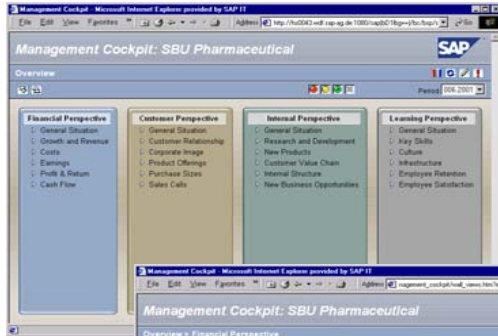 Management Cockpit - Microsoft Internet Explorer provided by SAP IT
File Edit View Favorites Address
Management Cockpit: SBU Pharmaceutical
SAP
Overview
Period 006.2001
Financial Perspective
General Situation
Growth and Revenue
Costs
Earnings
Profit & Return
Cash Flow
Customer Perspective
General Situation
Customer Relationship
Corporate Image
Product Offerings
Purchase Sizes
Sales Calls
Internal Perspective
General Situation
Research and Development
New Products
Customer Value Chain
Internal Structure
New Business Opportunities
Learning Perspective
General Situation
Key Skills
Culture
Infrastructure
Employee Retention
Employee Satisfaction
Management Cockpit - Microsoft Internet Explorer provided by SAP IT
File Edit View Favorites Address
Management Cockpit: SBU Pharmaceutical
Overview > Financial Perspective